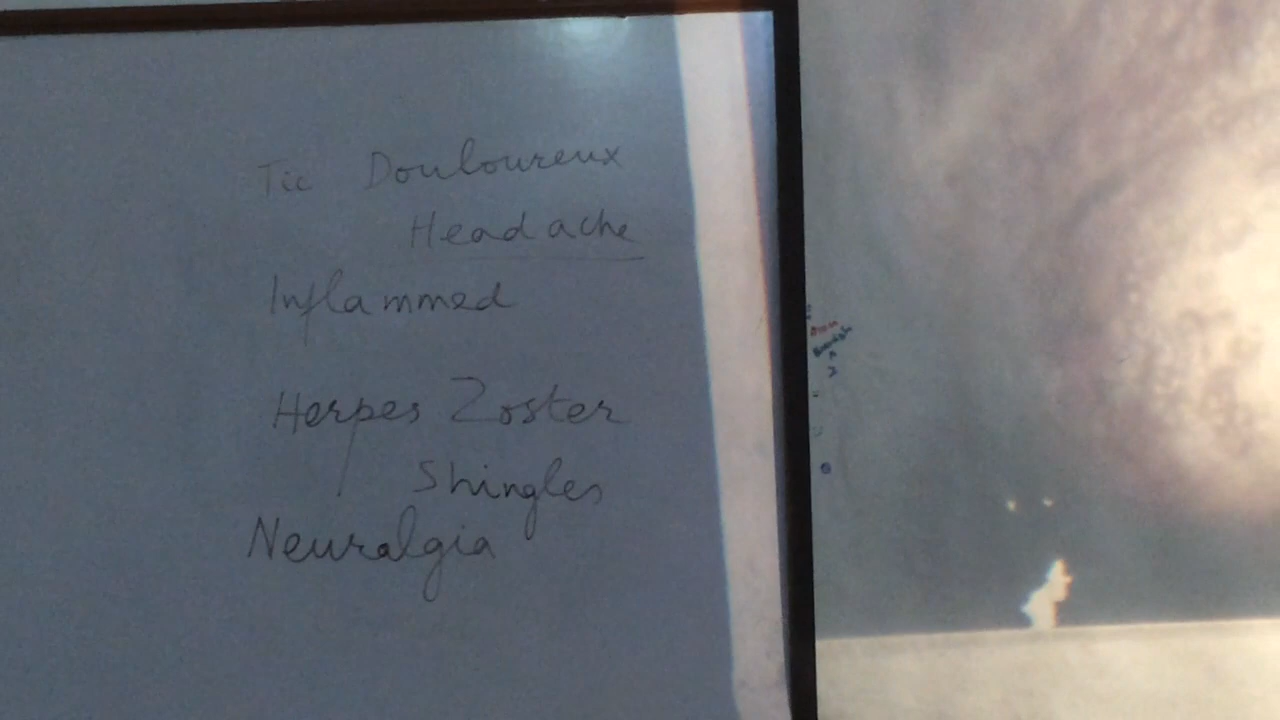 Tic Douloureux
Headache
Inflammed
Herpes Zoster
Shingles
Neuralgia